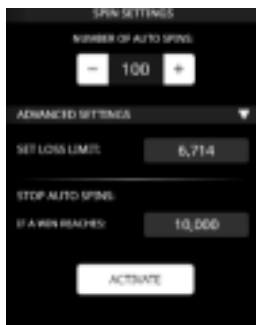 SPIN SETTINGS
NUMBER OF AUTO SPINS:
− 100 +
ADVANCED SETTINGS ▼
SET LOSS LIMIT: 6,714
STOP AUTO SPINS:
IF A WIN REACHES: 10,000
ACTIVATE